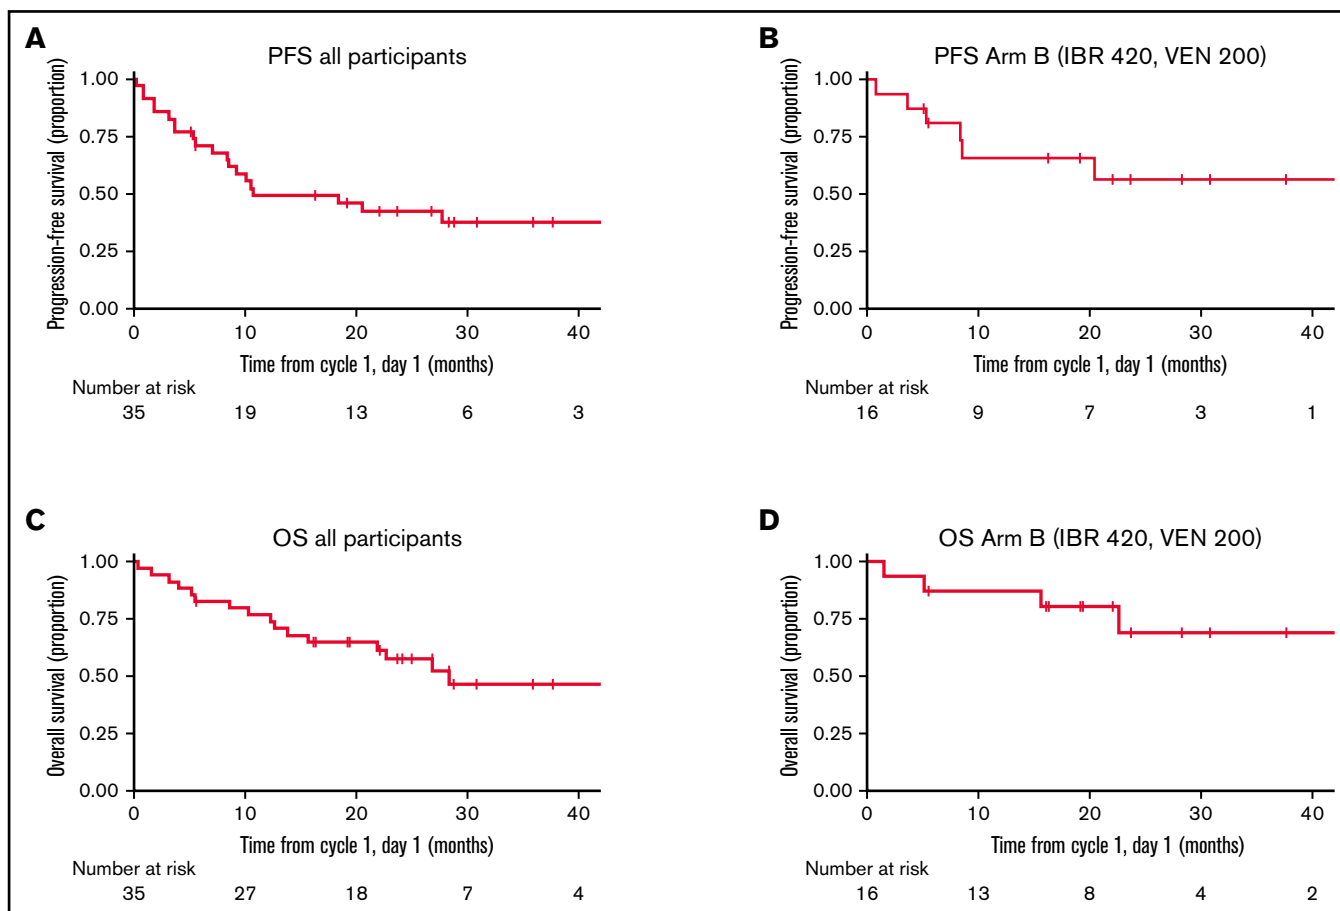 A
PFS all participants
Progression-free survival (proportion)
1.00
0.75
0.50
0.25
0.00
0 10 20 30 40
Time from cycle 1, day 1 (months)
Number at risk
35 19 13 6 3
B
PFS Arm B (IBR 420, VEN 200)
Progression-free survival (proportion)
1.00
0.75
0.50
0.25
0.00
0 10 20 30 40
Time from cycle 1, day 1 (months)
Number at risk
16 9 7 3 1
C
OS all participants
Overall survival (proportion)
1.00
0.75
0.50
0.25
0.00
0 10 20 30 40
Time from cycle 1, day 1 (months)
Number at risk
35 27 18 7 4
D
OS Arm B (IBR 420, VEN 200)
Overall survival (proportion)
1.00
0.75
0.50
0.25
0.00
0 10 20 30 40
Time from cycle 1, day 1 (months)
Number at risk
16 13 8 4 2